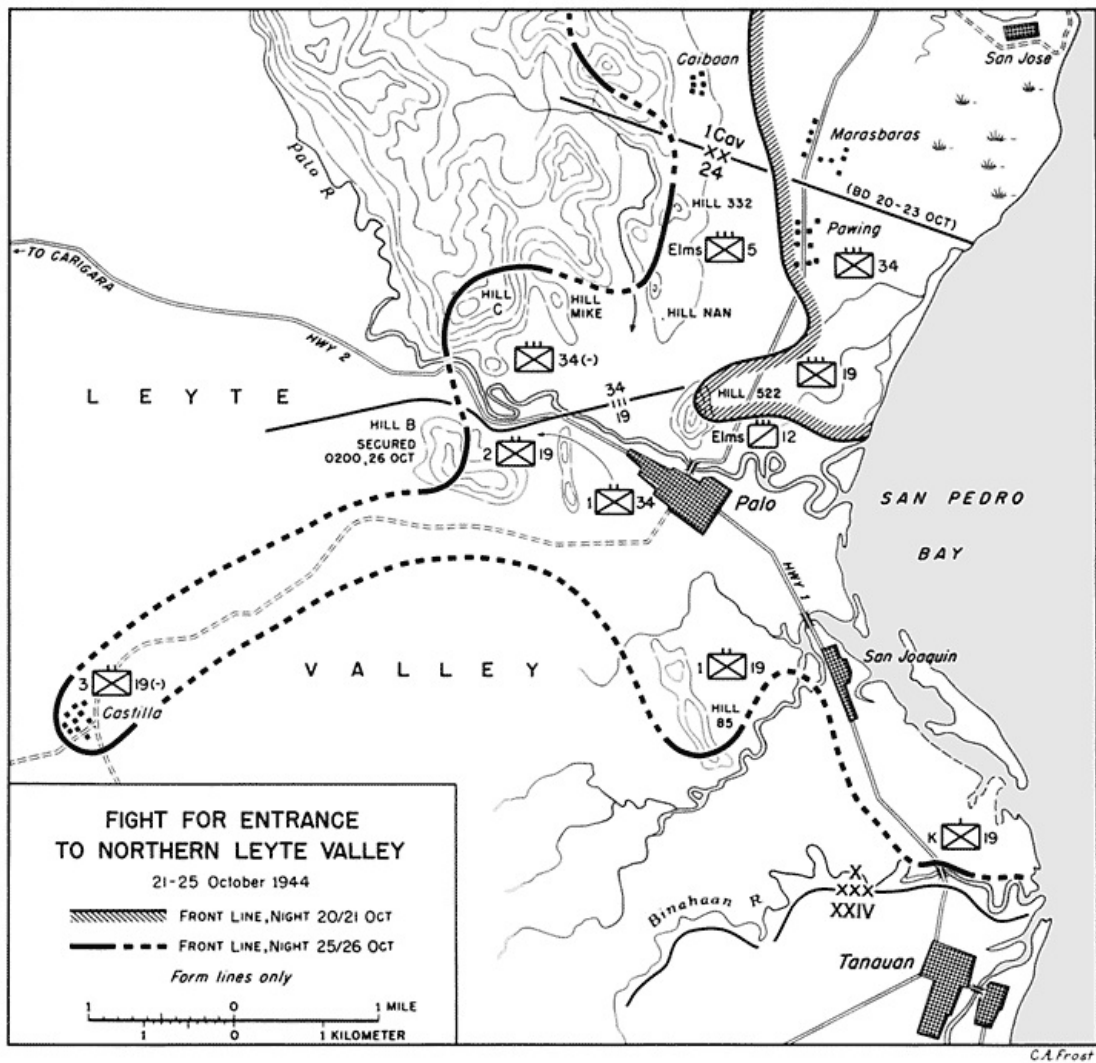 San Jose
Caibaan
Marasbaras
Palo R
1 Cav
XX
24
(BD 20-23 OCT)
HILL 332
Pawing
Elms 5
34
←TO CARIGARA
HWY 2
HILL
C
HILL
MIKE
HILL NAN
34(-)
19
LEYTE
34
III
19
HILL 522
HILL B
SECURED
0200, 26 OCT
Elms 12
2 19
1 34
Palo
SAN PEDRO
BAY
HWY 1
VALLEY
1 19
San Joaquin
3 19(-)
Castilla
HILL
85
K 19
X
XXX
XXIV
Binahaan R
Tanauan
FIGHT FOR ENTRANCE
TO NORTHERN LEYTE VALLEY
21-25 October 1944
FRONT LINE, NIGHT 20/21 OCT
FRONT LINE, NIGHT 25/26 OCT
Form lines only
1 0 1 MILE
1 0 1 KILOMETER
C.A. Frost